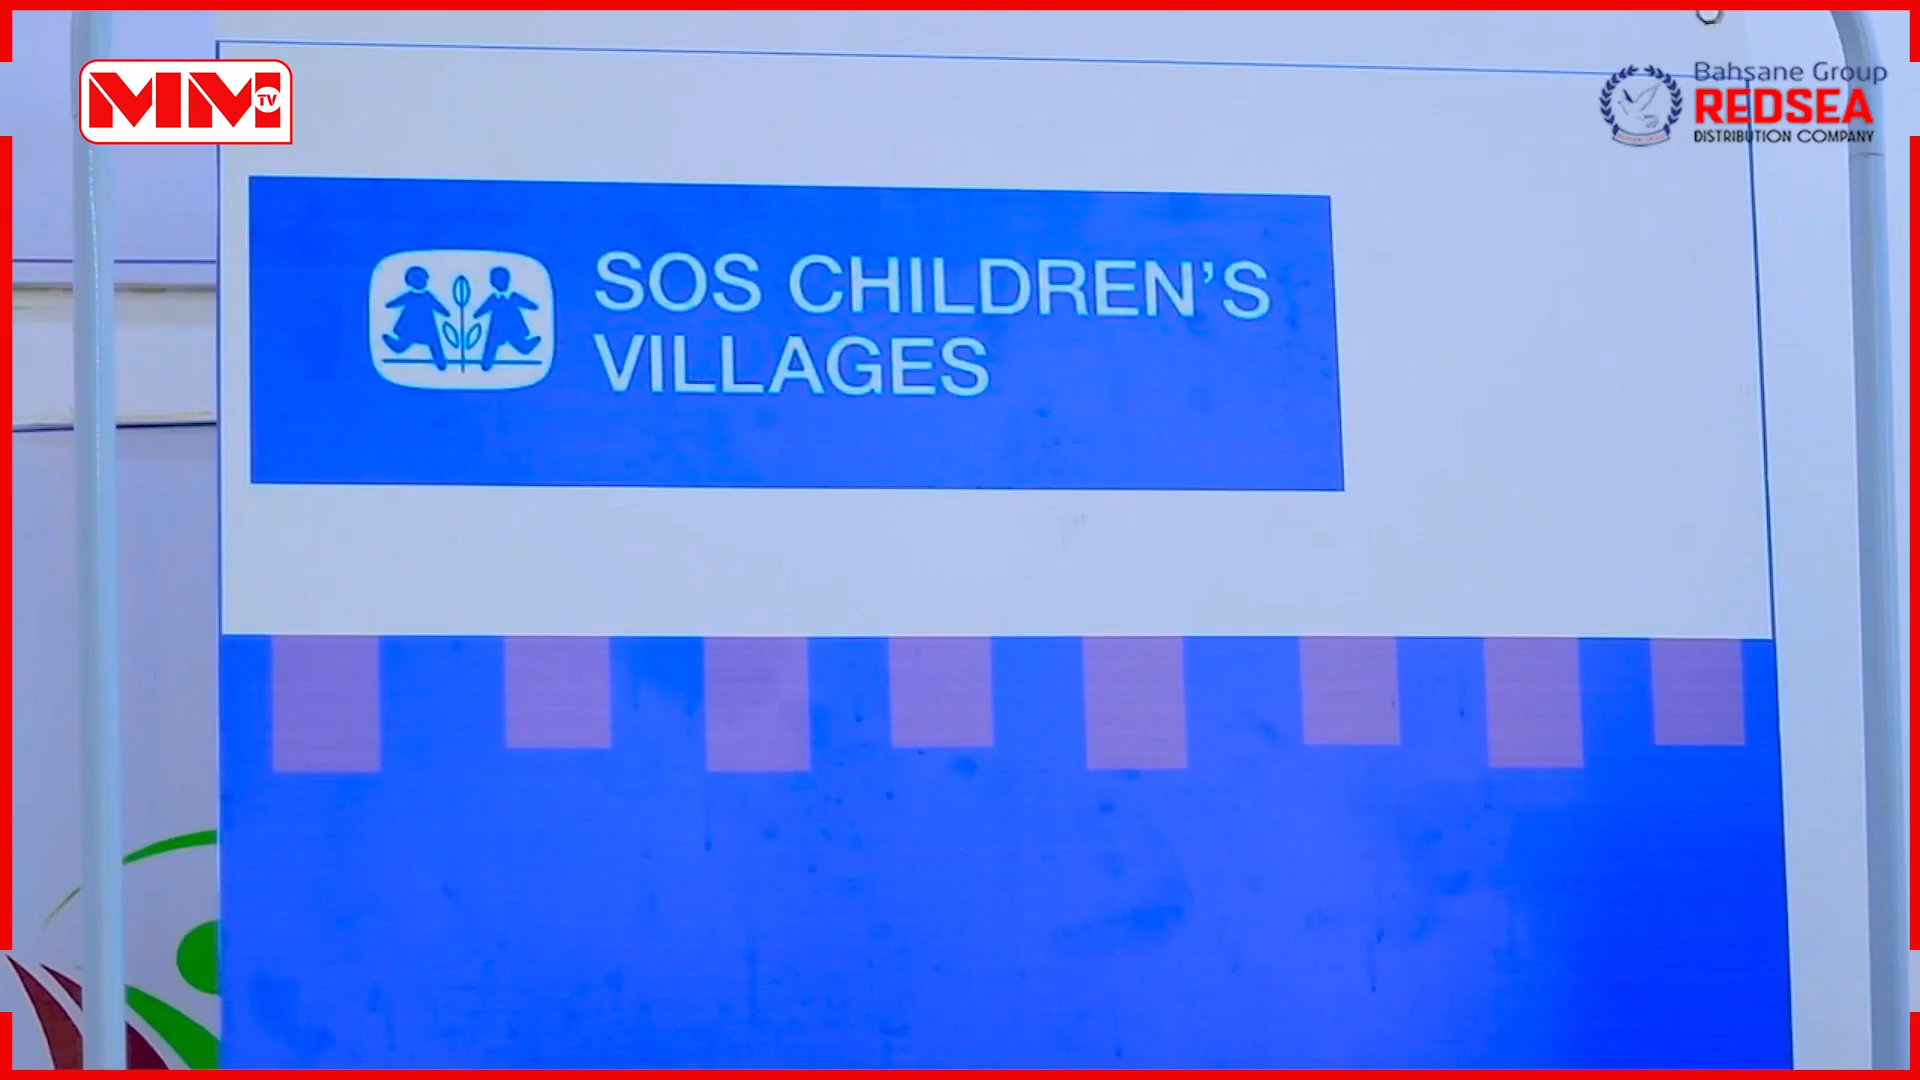 MM TV
Bahsane Group
REDSEA
DISTRIBUTION COMPANY
SOS CHILDREN'S
VILLAGES